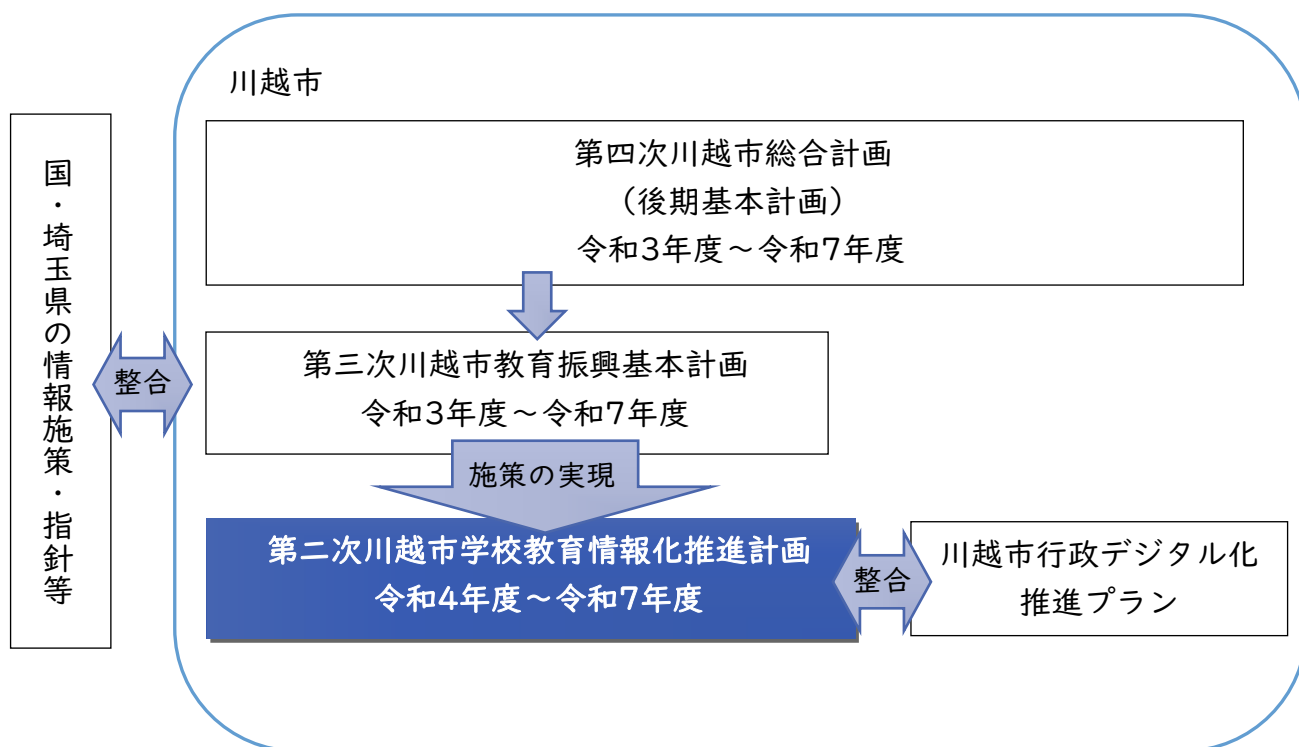 川越市
国・埼玉県の情報施策・指針等
整合
第四次川越市総合計画
（後期基本計画）
令和3年度～令和7年度
第三次川越市教育振興基本計画
令和3年度～令和7年度
施策の実現
第二次川越市学校教育情報化推進計画
令和4年度～令和7年度
整合
川越市行政デジタル化
推進プラン